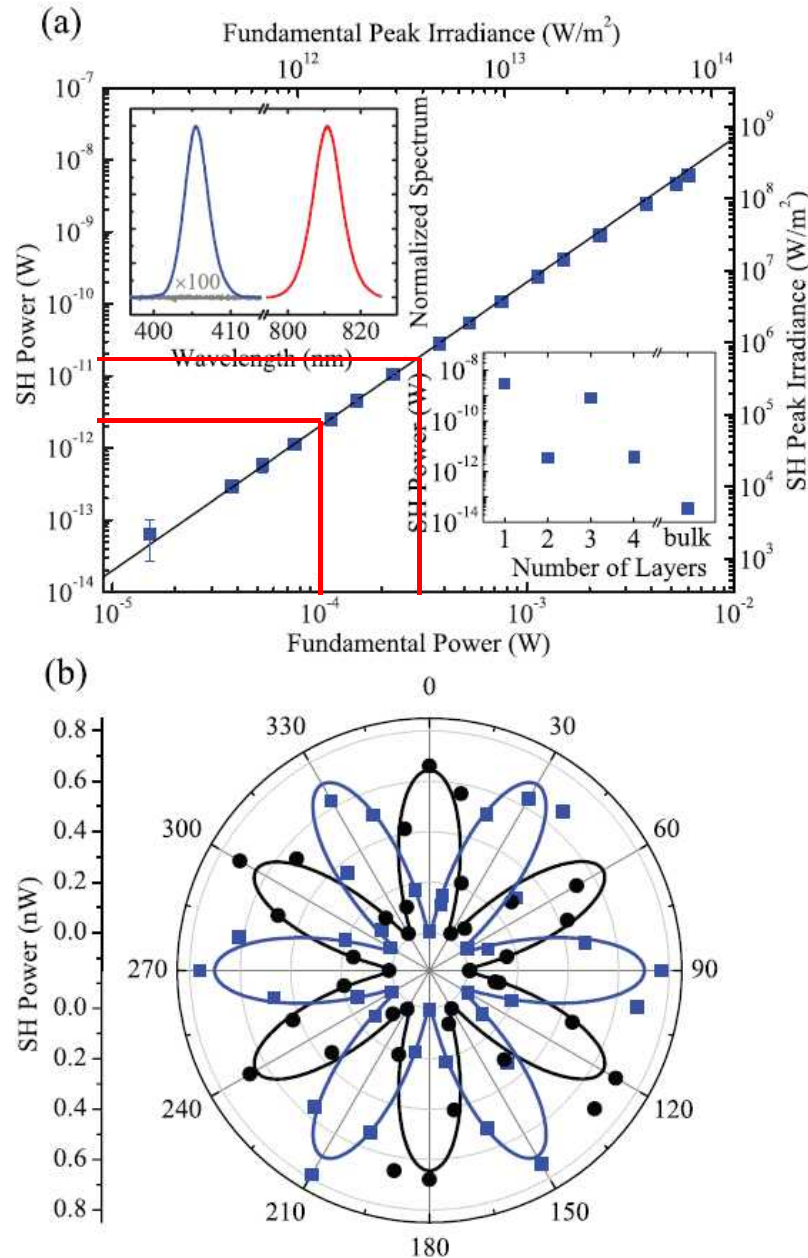 (a)
Fundamental Peak Irradiance (W/m²)
10¹² 10¹³ 10¹⁴
10⁻⁷
10⁻⁸
10⁻⁹
10⁻¹⁰
10⁻¹¹
10⁻¹²
10⁻¹³
10⁻¹⁴
SH Power (W)
×100
400 410 800 820
Wavelength (nm)
Normalized Spectrum
10⁹
10⁸
10⁷
10⁶
10⁵
10⁴
10³
SH Peak Irradiance (W/m²)
10⁻⁸
10⁻¹⁰
10⁻¹²
10⁻¹⁴
SH Power (W)
1 2 3 4 bulk
Number of Layers
10⁻⁵ 10⁻⁴ 10⁻³ 10⁻²
Fundamental Power (W)
(b)
0.8
0.6
0.4
0.2
0.0
0.0
0.2
0.4
0.6
0.8
SH Power (nW)
0
30
60
90
120
150
180
210
240
270
300
330